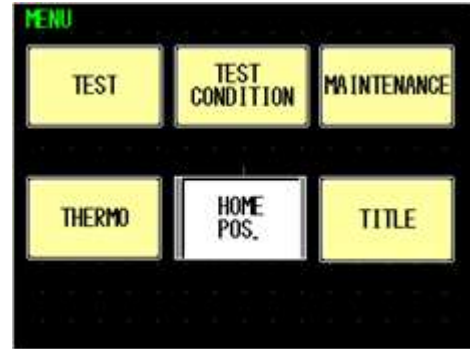 MENU
TEST
TEST
CONDITION
MAINTENANCE
THERMO
HOME
POS.
TITLE